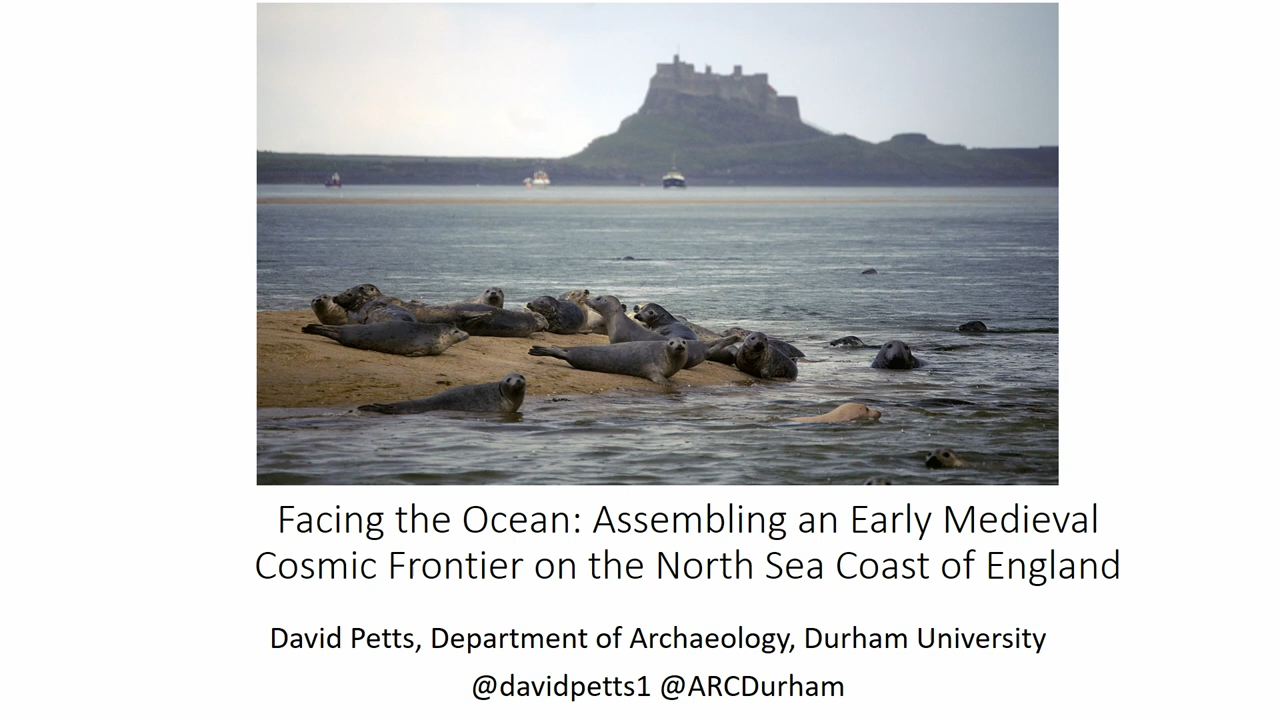 Facing the Ocean: Assembling an Early Medieval
Cosmic Frontier on the North Sea Coast of England
David Petts, Department of Archaeology, Durham University
@davidpetts1 @ARCDurham